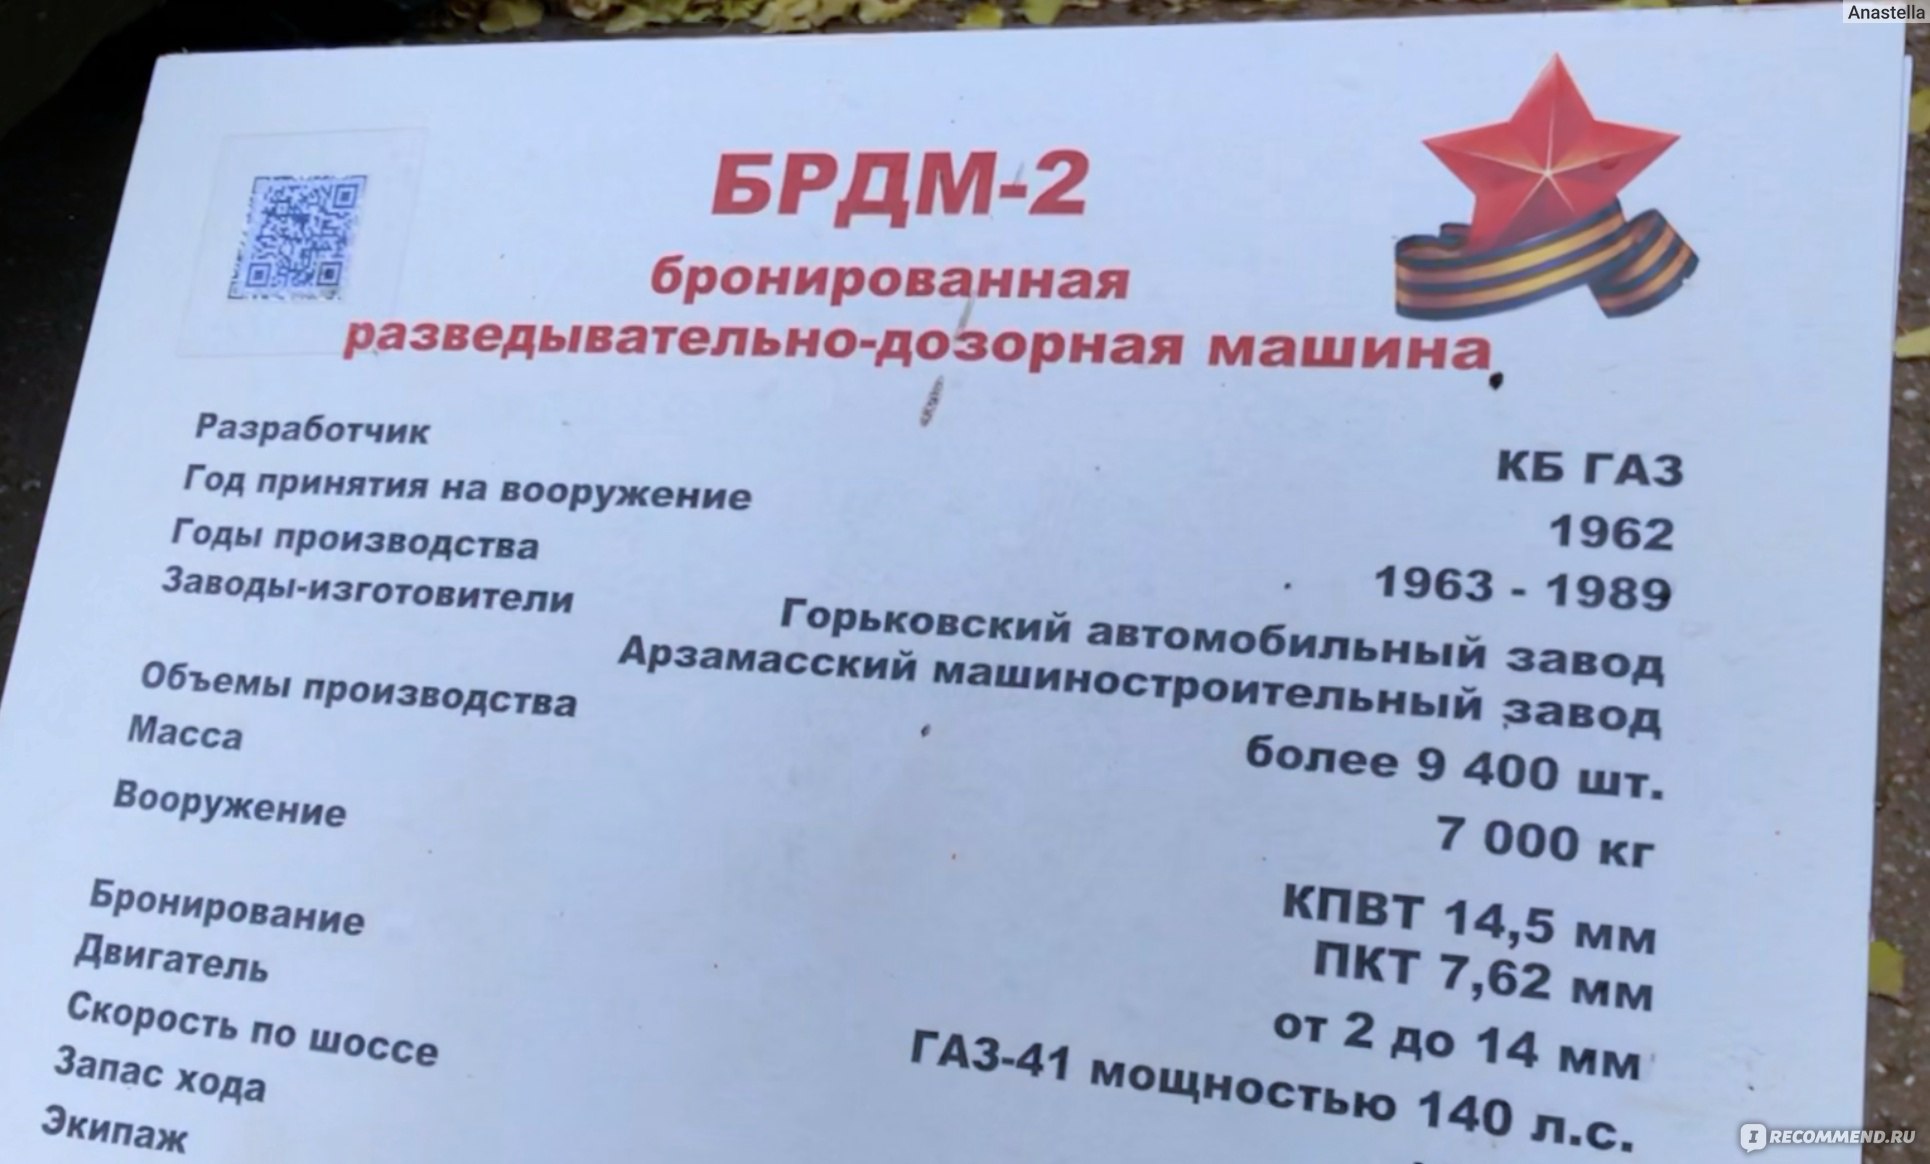 Anastella
БРДМ-2
бронированная
разведывательно-дозорная машина
Разработчик КБ ГАЗ
Год принятия на вооружение 1962
Годы производства 1963 - 1989
Заводы-изготовители Горьковский автомобильный завод
Арзамасский машиностроительный завод
Объемы производства более 9 400 шт.
Масса 7 000 кг
Вооружение КПВТ 14,5 мм
ПКТ 7,62 мм
Бронирование от 2 до 14 мм
Двигатель ГАЗ-41 мощностью 140 л.с.
Скорость по шоссе
Запас хода
Экипаж
IRECOMMEND.RU